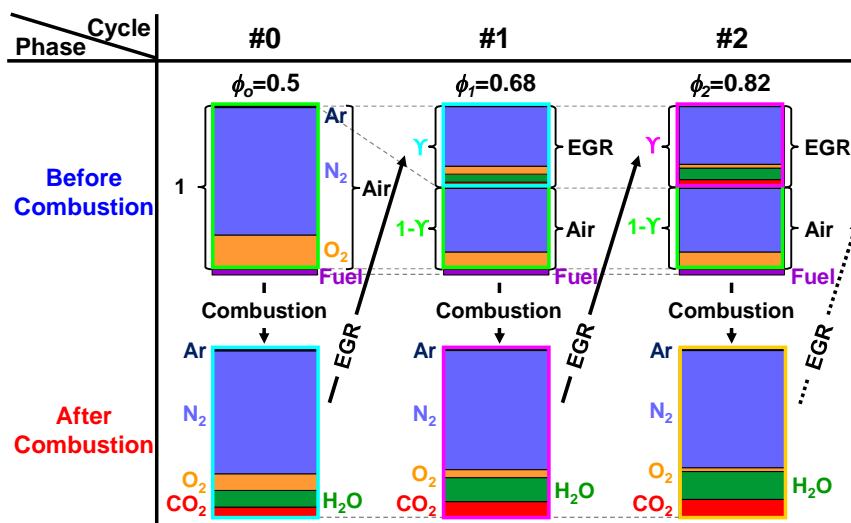 Cycle
Phase
#0
#1
#2
Before
Combustion
ϕo=0.5
1
Ar
N2
O2
Air
Fuel
ϕ1=0.68
ϒ
EGR
1-ϒ
Air
ϕ2=0.82
ϒ
EGR
1-ϒ
Air
Fuel
Combustion
EGR
Combustion
EGR
Combustion
EGR
After
Combustion
Ar
N2
O2
CO2
H2O
Ar
N2
O2
CO2
H2O
Ar
N2
O2
CO2
H2O